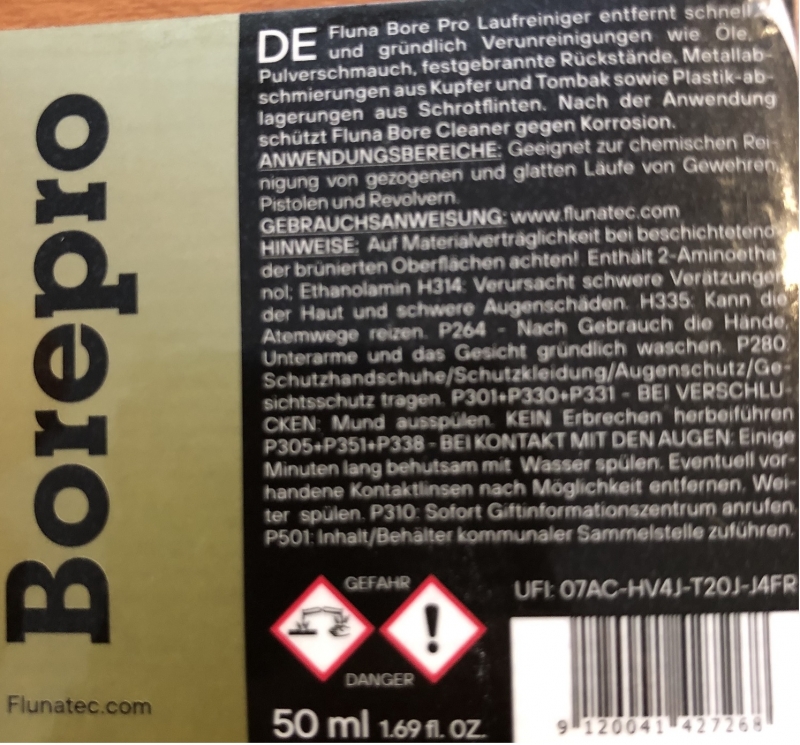 Borepro
Flunatec.com
DE Fluna Bore Pro Laufreiniger entfernt schnell
und gründlich Verunreinigungen wie Öle,
Pulverschmauch, festgebrannte Rückstände, Metallab-
schmierungen aus Kupfer und Tombak sowie Plastik-ab-
lagerungen aus Schrotflinten. Nach der Anwendung
schützt Fluna Bore Cleaner gegen Korrosion.
ANWENDUNGSBEREICHE: Geeignet zur chemischen Rei-
nigung von gezogenen und glatten Läufe von Gewehren,
Pistolen und Revolvern.
GEBRAUCHSANWEISUNG: www.flunatec.com
HINWEISE: Auf Materialverträglichkeit bei beschichteten
der brünierten Oberflächen achten! Enthält 2-Aminoetha
nol; Ethanolamin H314: Verursacht schwere Verätzungen
der Haut und schwere Augenschäden. H335: Kann die
Atemwege reizen. P264 - Nach Gebrauch die Hände,
Unterarme und das Gesicht gründlich waschen. P280
Schutzhandschuhe/Schutzkleidung/Augenschutz/Ge-
sichtsschutz tragen. P301+P330+P331 - BEI VERSCHLU
CKEN: Mund ausspülen. KEIN Erbrechen herbeiführen
P305+P351+P338 - BEI KONTAKT MIT DEN AUGEN: Einige
Minuten lang behutsam mit Wasser spülen. Eventuell vor-
handene Kontaktlinsen nach Möglichkeit entfernen. Wei-
ter spülen. P310: Sofort Giftinformationszentrum anrufen.
P501: Inhalt/Behälter kommunaler Sammelstelle zuführen.
GEFAHR
UFI: 07AC-HV4J-T20J-J4FR
DANGER
50 ml 1.69 fl. OZ.
9 120041 427268